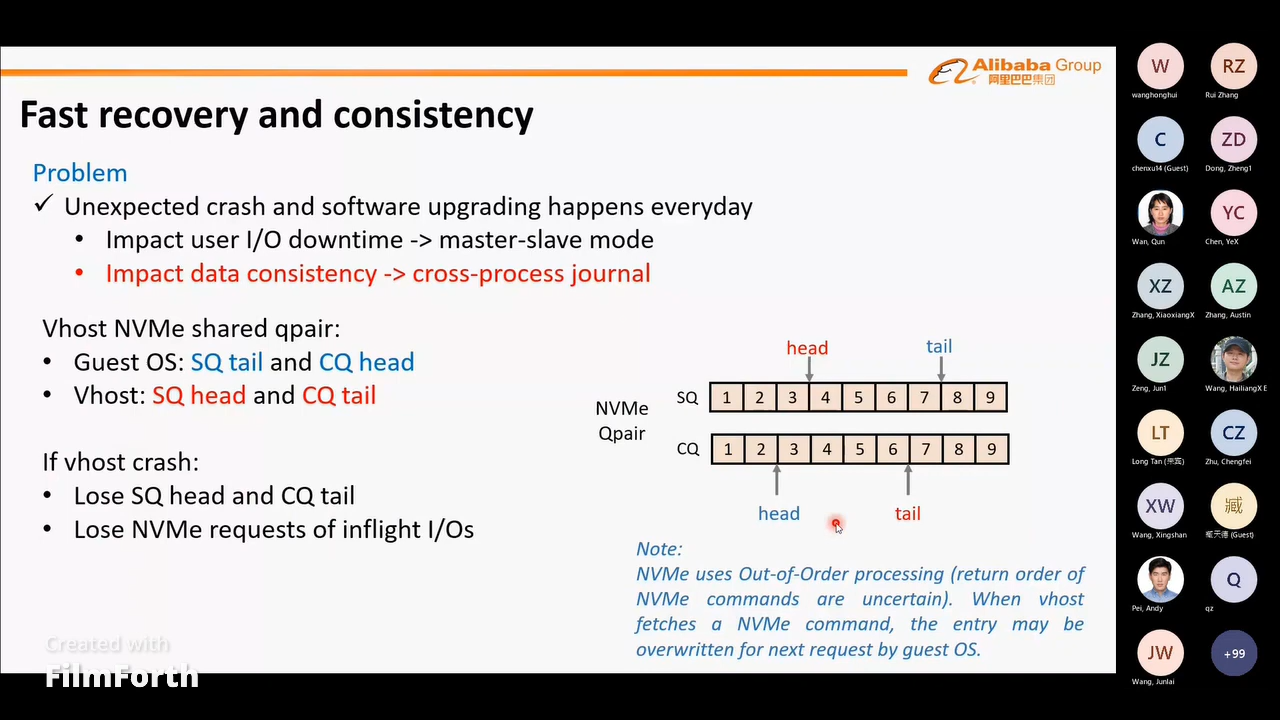 Alibaba Group
阿里巴巴集团
Fast recovery and consistency
Problem
✓ Unexpected crash and software upgrading happens everyday
• Impact user I/O downtime -> master-slave mode
• Impact data consistency -> cross-process journal
Vhost NVMe shared qpair:
• Guest OS: SQ tail and CQ head
• Vhost: SQ head and CQ tail
If vhost crash:
• Lose SQ head and CQ tail
• Lose NVMe requests of inflight I/Os
head tail
SQ 1 2 3 4 5 6 7 8 9
NVMe
Qpair
CQ 1 2 3 4 5 6 7 8 9
head tail
Note:
NVMe uses Out-of-Order processing (return order of
NVMe commands are uncertain). When vhost
fetches a NVMe command, the entry may be
overwritten for next request by guest OS.
Created with
FilmForth
W RZ
wanghonghui Rui Zhang
C ZD
chenxu14 (Guest) Dong, Zheng1
YC
Wan, Qun Chen, YeX
XZ AZ
Zhang, XiaoxiangX Zhang, Austin
JZ
Zeng, Jun1 Wang, HailiangX E
LT CZ
Long Tan (来宾) Zhu, Chengfei
XW 臧
Wang, Xingshan 臧天德 (Guest)
Q
Pei, Andy qz
JW +99
Wang, Junlai